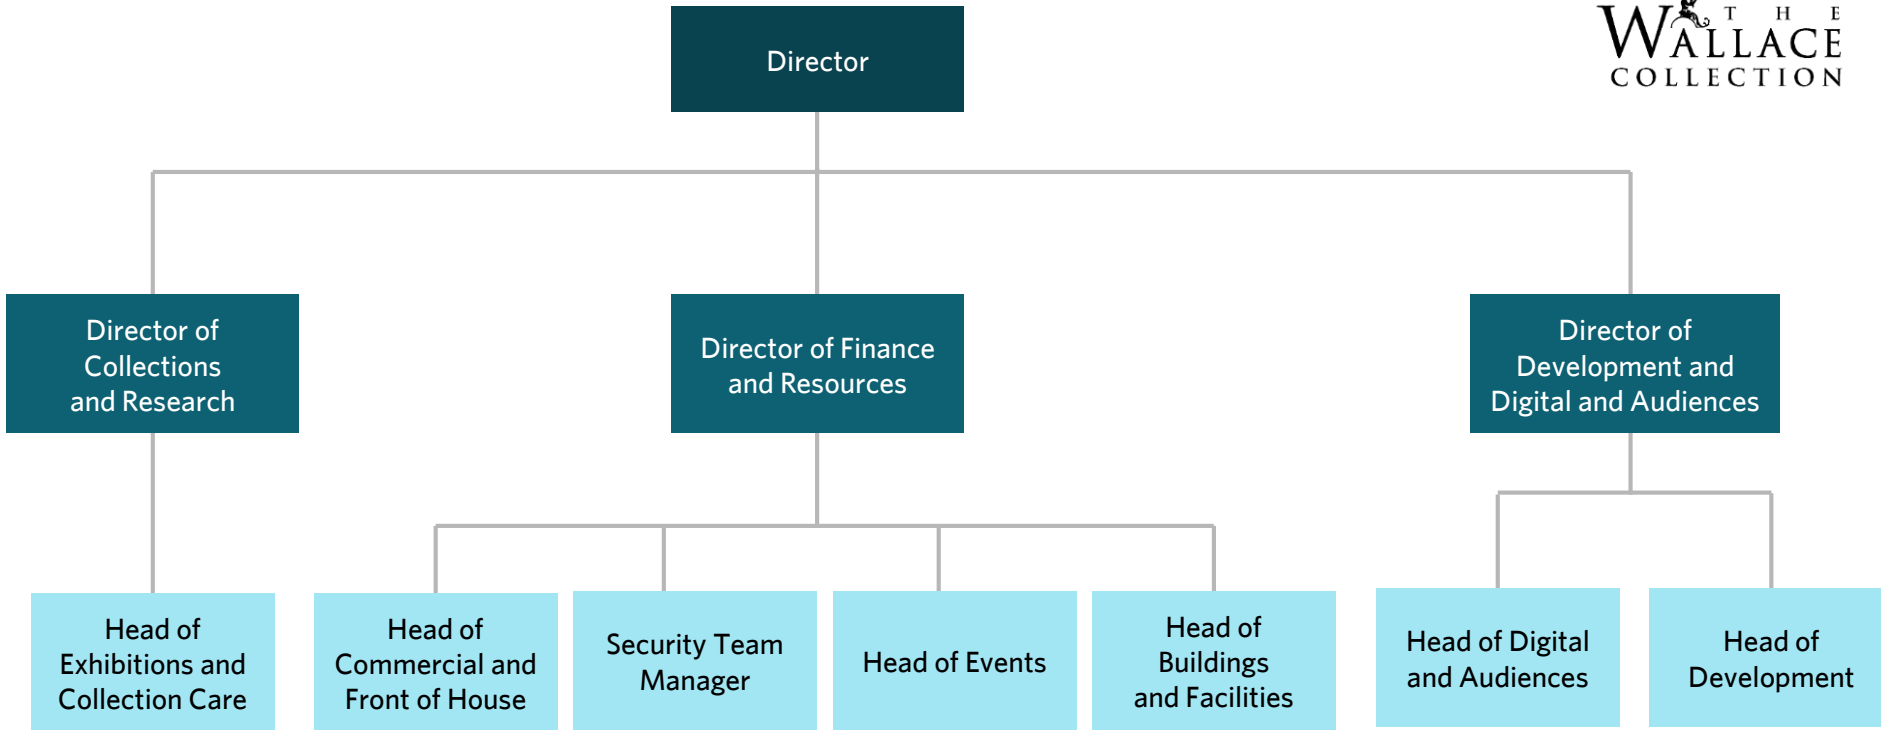 THE
WALLACE
COLLECTION
Director
Director of
Collections
and Research
Director of Finance
and Resources
Director of
Development and
Digital and Audiences
Head of
Exhibitions and
Collection Care
Head of
Commercial and
Front of House
Security Team
Manager
Head of Events
Head of
Buildings
and Facilities
Head of Digital
and Audiences
Head of
Development